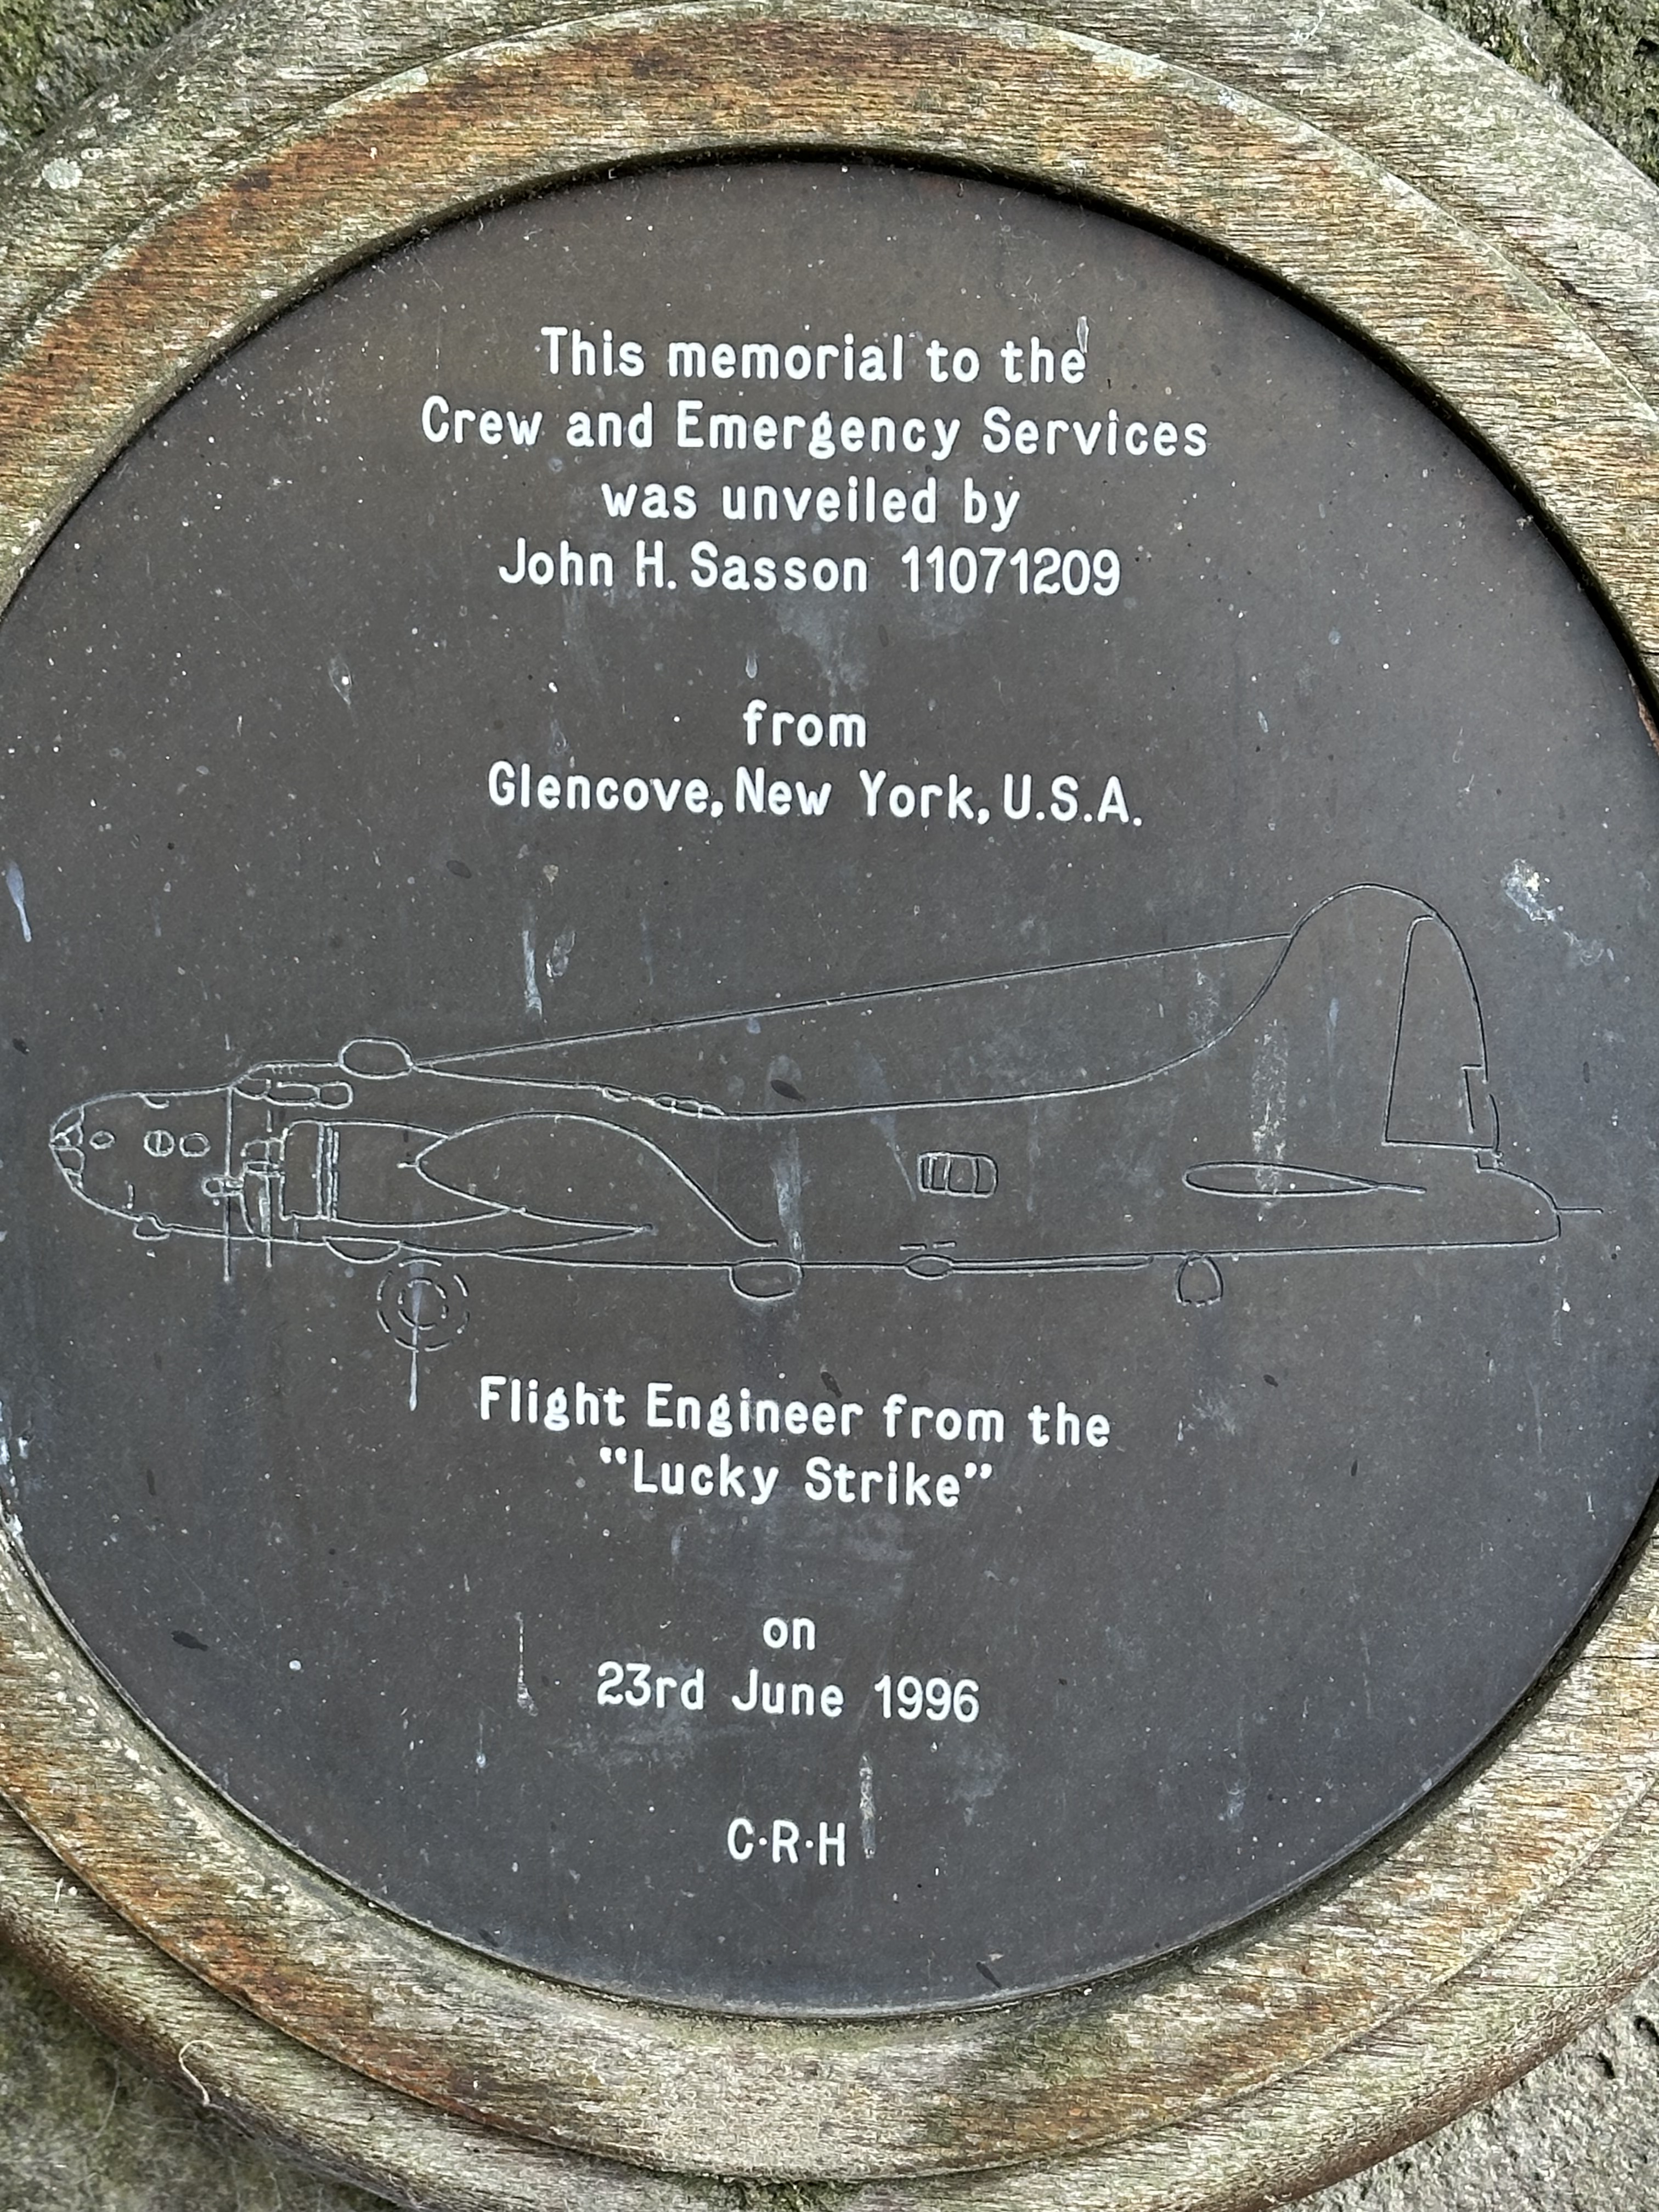 This memorial to the
Crew and Emergency Services
was unveiled by
John H. Sasson 11071209
from
Glencove, New York, U.S.A.
Flight Engineer from the
"Lucky Strike"
on
23rd June 1996
C·R·H